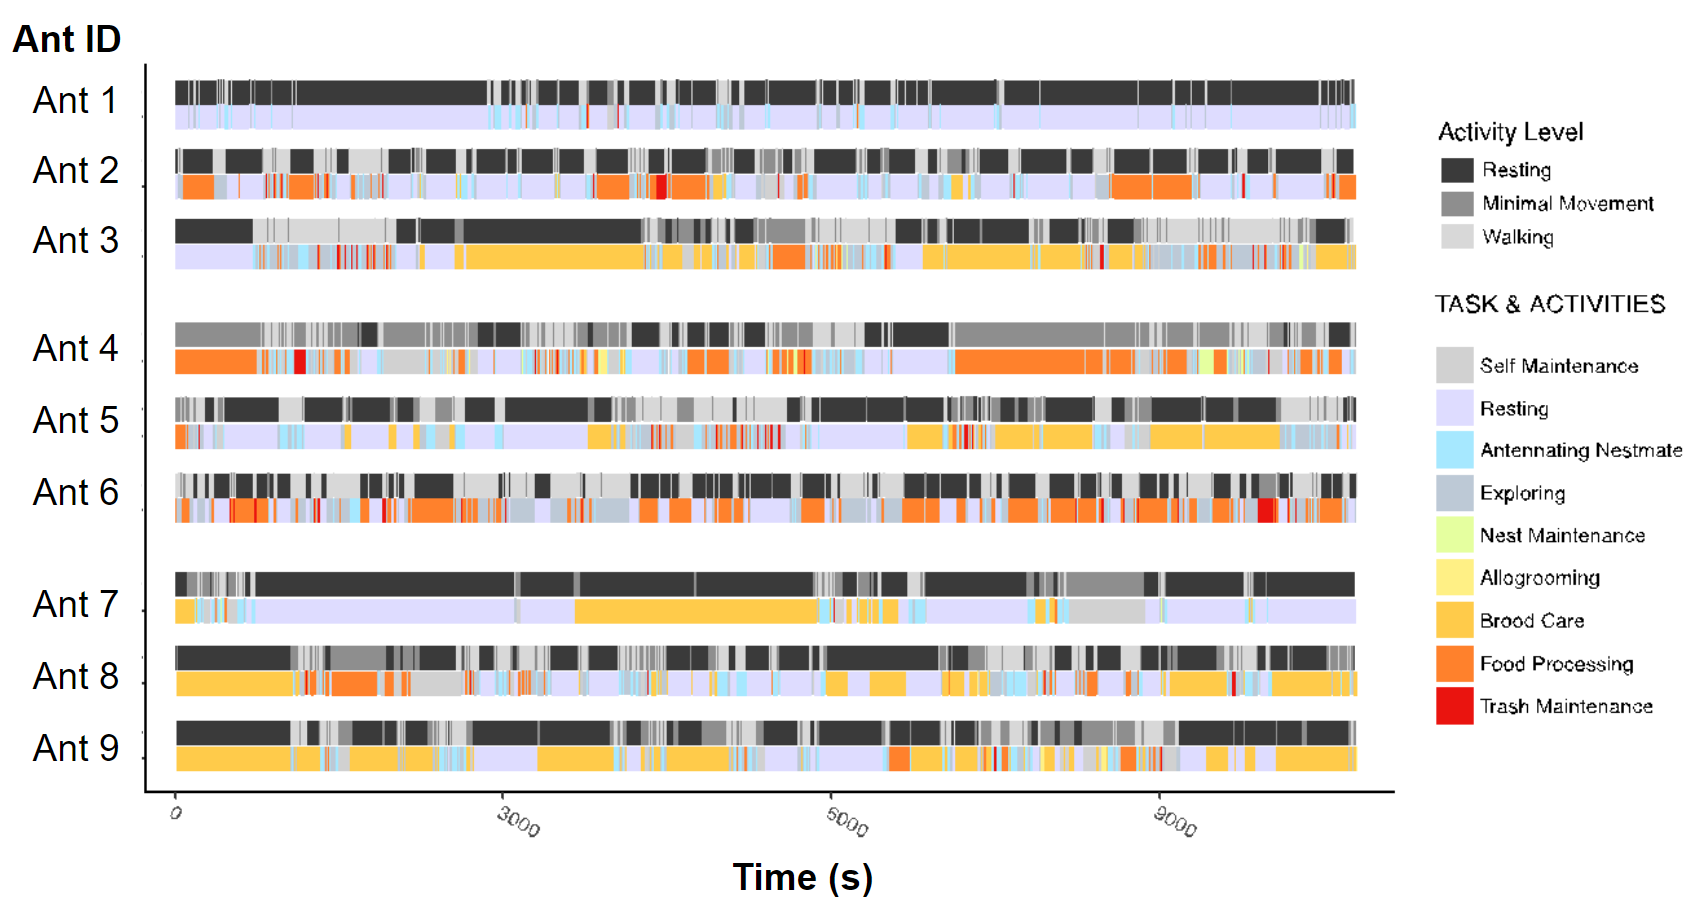 Ant ID
Ant 1
Ant 2
Ant 3
Ant 4
Ant 5
Ant 6
Ant 7
Ant 8
Ant 9
0
3000
6000
9000
Time (s)
Activity Level
Resting
Minimal Movement
Walking
TASK & ACTIVITIES
Self Maintenance
Resting
Antennating Nestmate
Exploring
Nest Maintenance
Allogrooming
Brood Care
Food Processing
Trash Maintenance